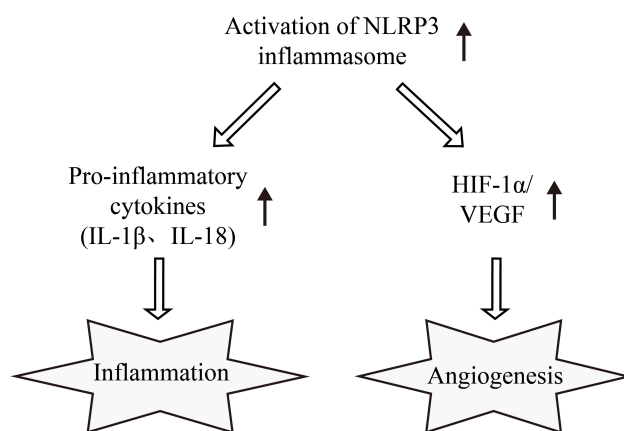 Activation of NLRP3
inflammasome
Pro-inflammatory
cytokines
(IL-1β、IL-18)
HIF-1α/
VEGF
Inflammation
Angiogenesis